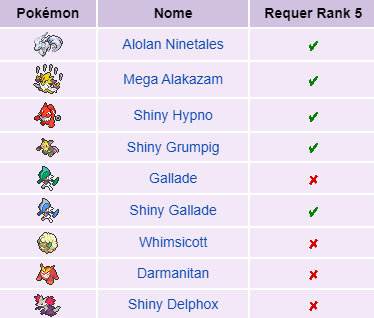 Pokémon Nome Requer Rank 5
Alolan Ninetales ✔
Mega Alakazam ✔
Shiny Hypno ✔
Shiny Grumpig ✔
Gallade ✘
Shiny Gallade ✔
Whimsicott ✘
Darmanitan ✘
Shiny Delphox ✘